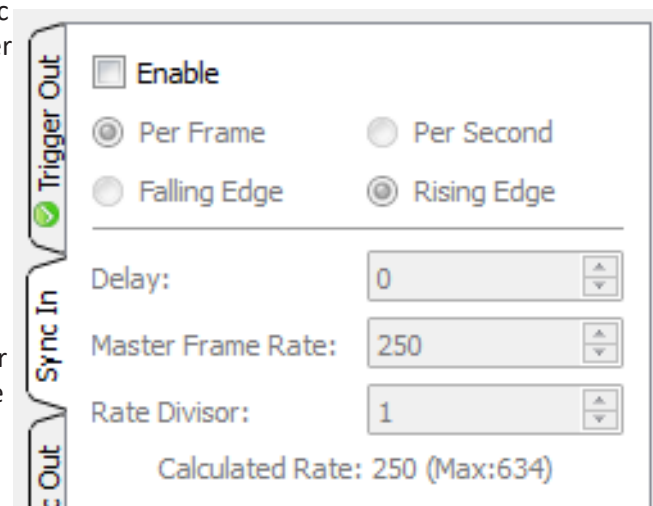 c
er
Trigger Out
Enable
Per Frame
Per Second
Falling Edge
Rising Edge
Sync In
Delay:
0
Master Frame Rate:
250
r
e
Rate Divisor:
1
c Out
Calculated Rate: 250 (Max:634)